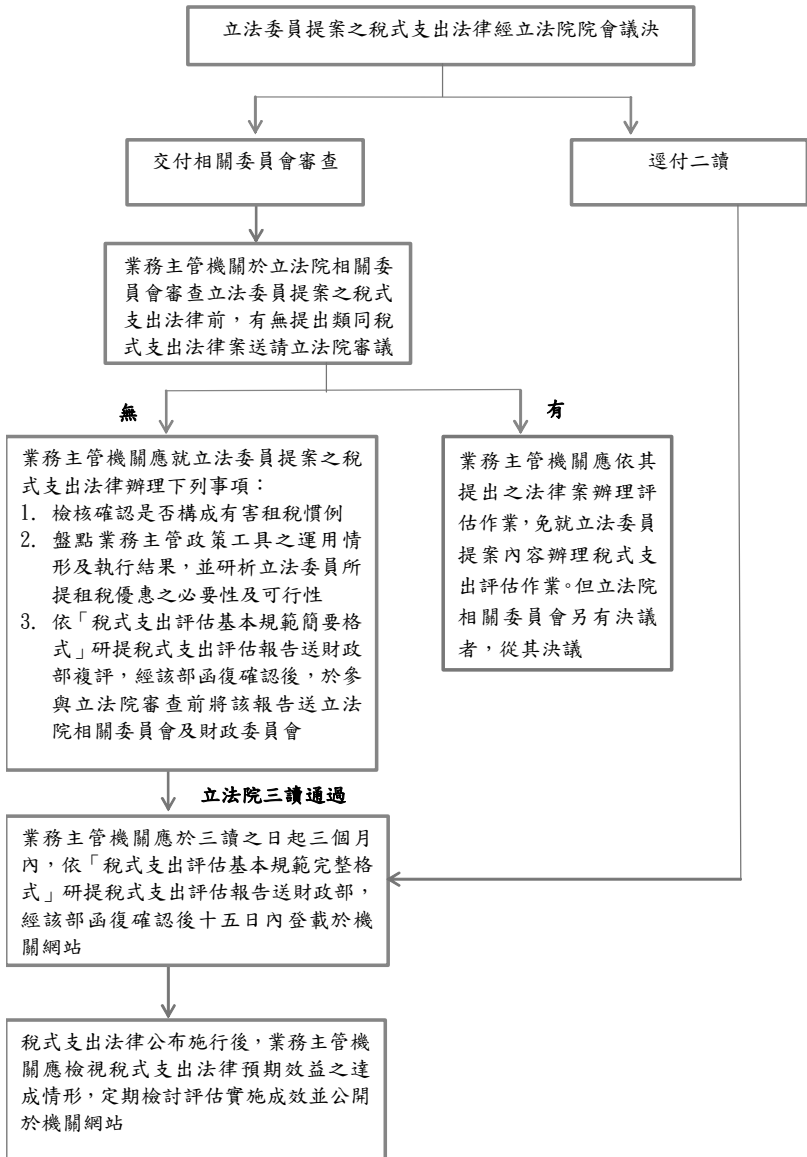 立法委員提案之稅式支出法律經立法院院會議決
交付相關委員會審查
逕付二讀
業務主管機關於立法院相關委
員會審查立法委員提案之稅式
支出法律前，有無提出類同稅
式支出法律案送請立法院審議
無
有
業務主管機關應就立法委員提案之稅
式支出法律辦理下列事項：
1. 檢核確認是否構成有害租稅慣例
2. 盤點業務主管政策工具之運用情
形及執行結果，並研析立法委員所
提租稅優惠之必要性及可行性
3. 依「稅式支出評估基本規範簡要格
式」研提稅式支出評估報告送財政
部複評，經該部函復確認後，於參
與立法院審查前將該報告送立法
院相關委員會及財政委員會
業務主管機關應依其
提出之法律案辦理評
估作業，免就立法委員
提案內容辦理稅式支
出評估作業。但立法院
相關委員會另有決議
者，從其決議
立法院三讀通過
業務主管機關應於三讀之日起三個月
內，依「稅式支出評估基本規範完整格
式」研提稅式支出評估報告送財政部，
經該部函復確認後十五日內登載於機
關網站
稅式支出法律公布施行後，業務主管機
關應檢視稅式支出法律預期效益之達
成情形，定期檢討評估實施成效並公開
於機關網站